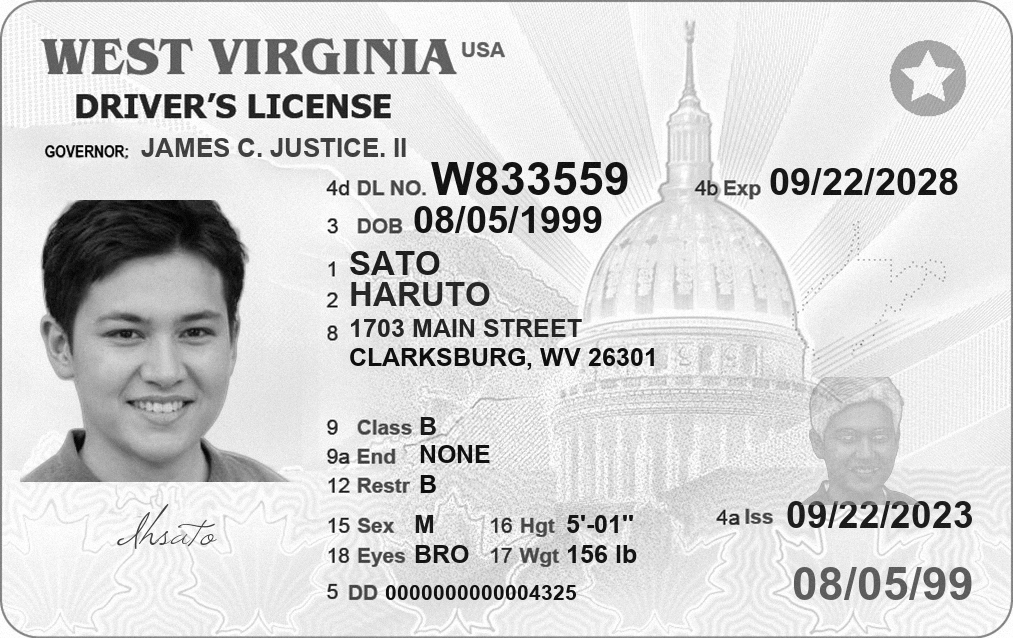 WEST VIRGINIA USA
DRIVER'S LICENSE
GOVERNOR: JAMES C. JUSTICE. II
4d DL NO. W833559 4b Exp 09/22/2028
3 DOB 08/05/1999
1 SATO
2 HARUTO
8 1703 MAIN STREET
CLARKSBURG, WV 26301
9 Class B
9a End NONE
12 Restr B
15 Sex M 16 Hgt 5'-01" 4a Iss 09/22/2023
18 Eyes BRO 17 Wgt 156 lb
5 DD 0000000000004325
08/05/99
Jhsato